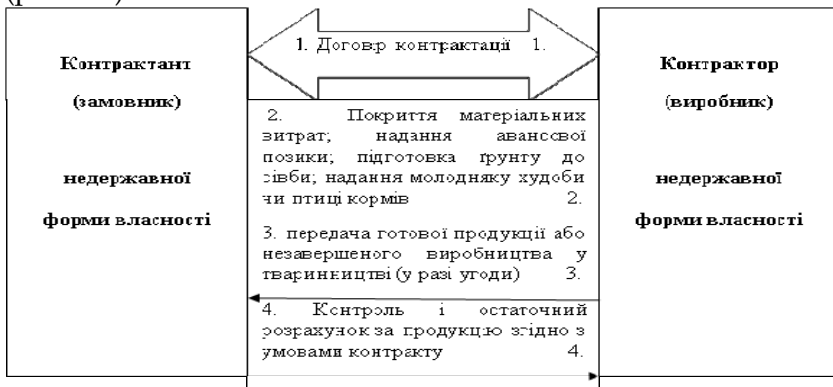 1. Договір контрактації 1.
Контрактант
(замовник)
недержавної
форми власності
2. Покриття матеріальних
витрат; надання авансової
позики; підготовка ґрунту до
сівби; надання молодняку худоби
чи птиці кормів 2.
3. передача готової продукції або
незавершеного виробництва у
тваринництві (у разі угоди) 3.
4. Контроль і остаточний
розрахунок за продукцію згідно з
умовами контракту 4.
Контрактор
(виробник)
недержавної
форми власності